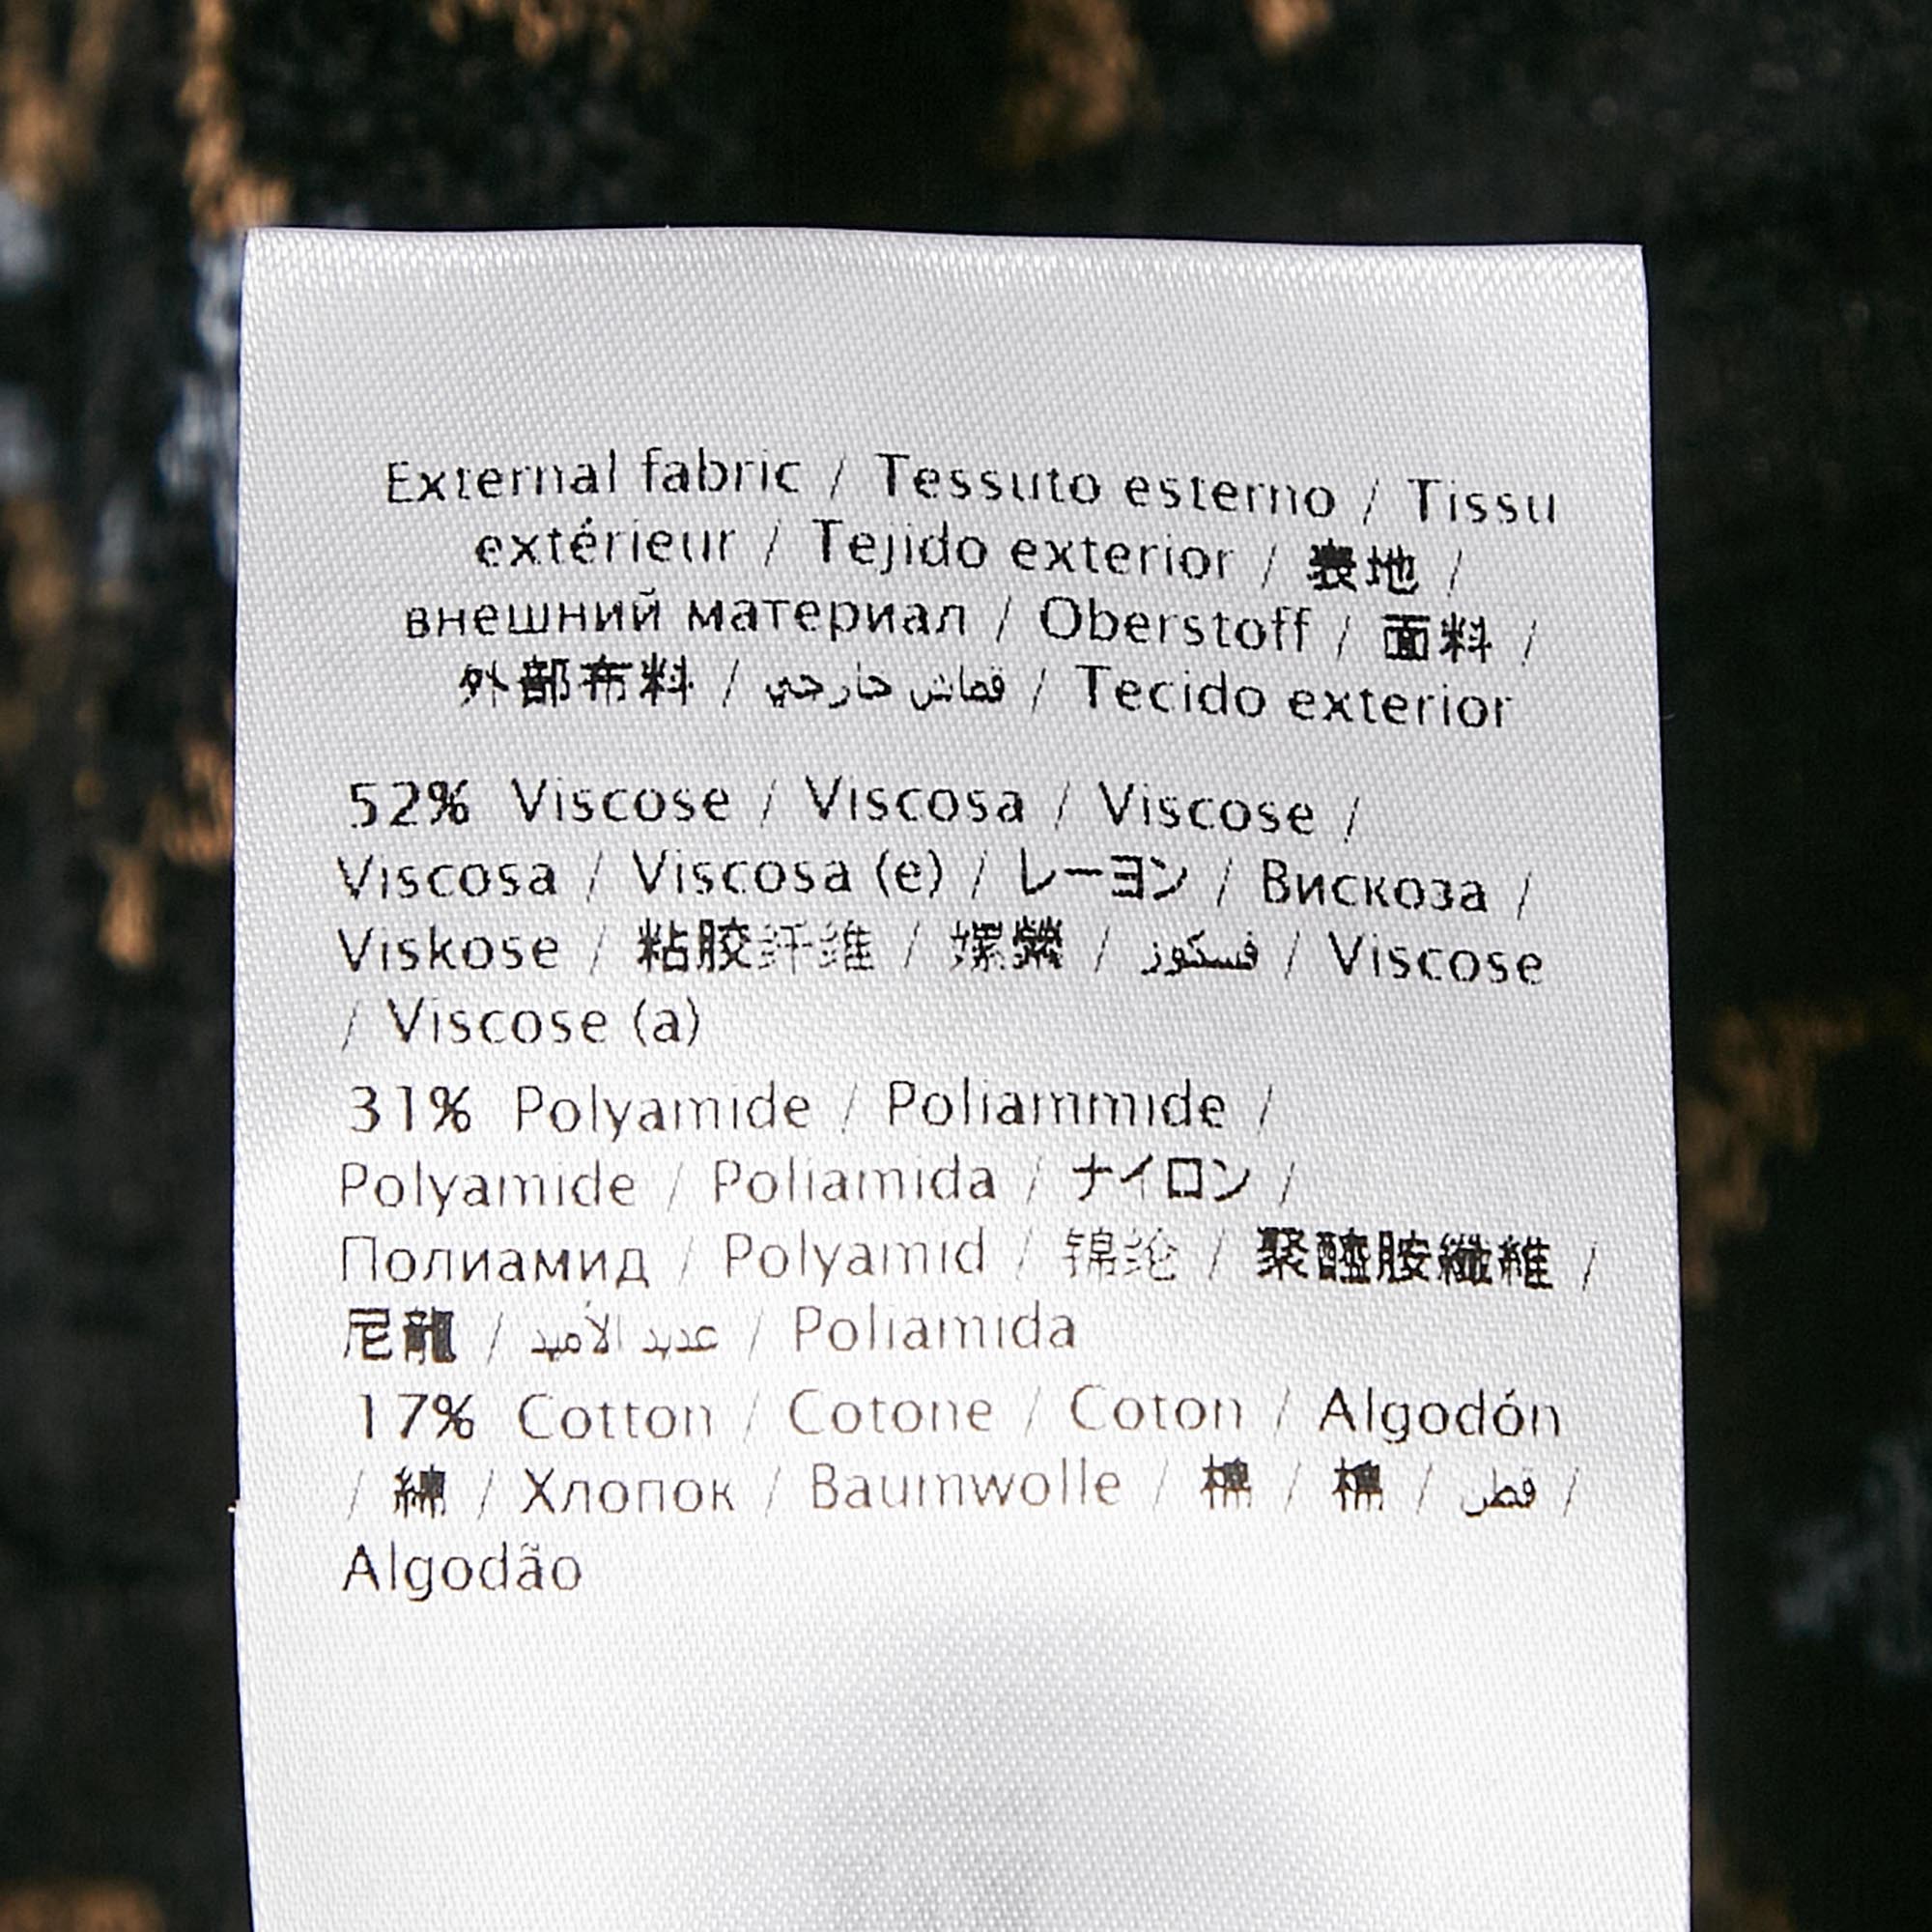 External fabric / Tessuto esterno / Tissu
extérieur / Tejido exterior / 表地 /
внешний материал / Oberstoff / 面料 /
外部布料 / قماش خارجي / Tecido exterior
52% Viscose / Viscosa / Viscose /
Viscosa / Viscosa (e) / レーヨン / Вискоза /
Viskose / 粘胶纤维 / 嫘縈 / فسكوز / Viscose
/ Viscose (a)
31% Polyamide / Poliammide /
Polyamide / Poliamida / ナイロン /
Полиамид / Polyamid / 锦纶 / 聚醯胺纖維 /
尼龍 / عديد الأميد / Poliamida
17% Cotton / Cotone / Coton / Algodón
/ 綿 / Хлопок / Baumwolle / 棉 / 棉 / قطن /
Algodão